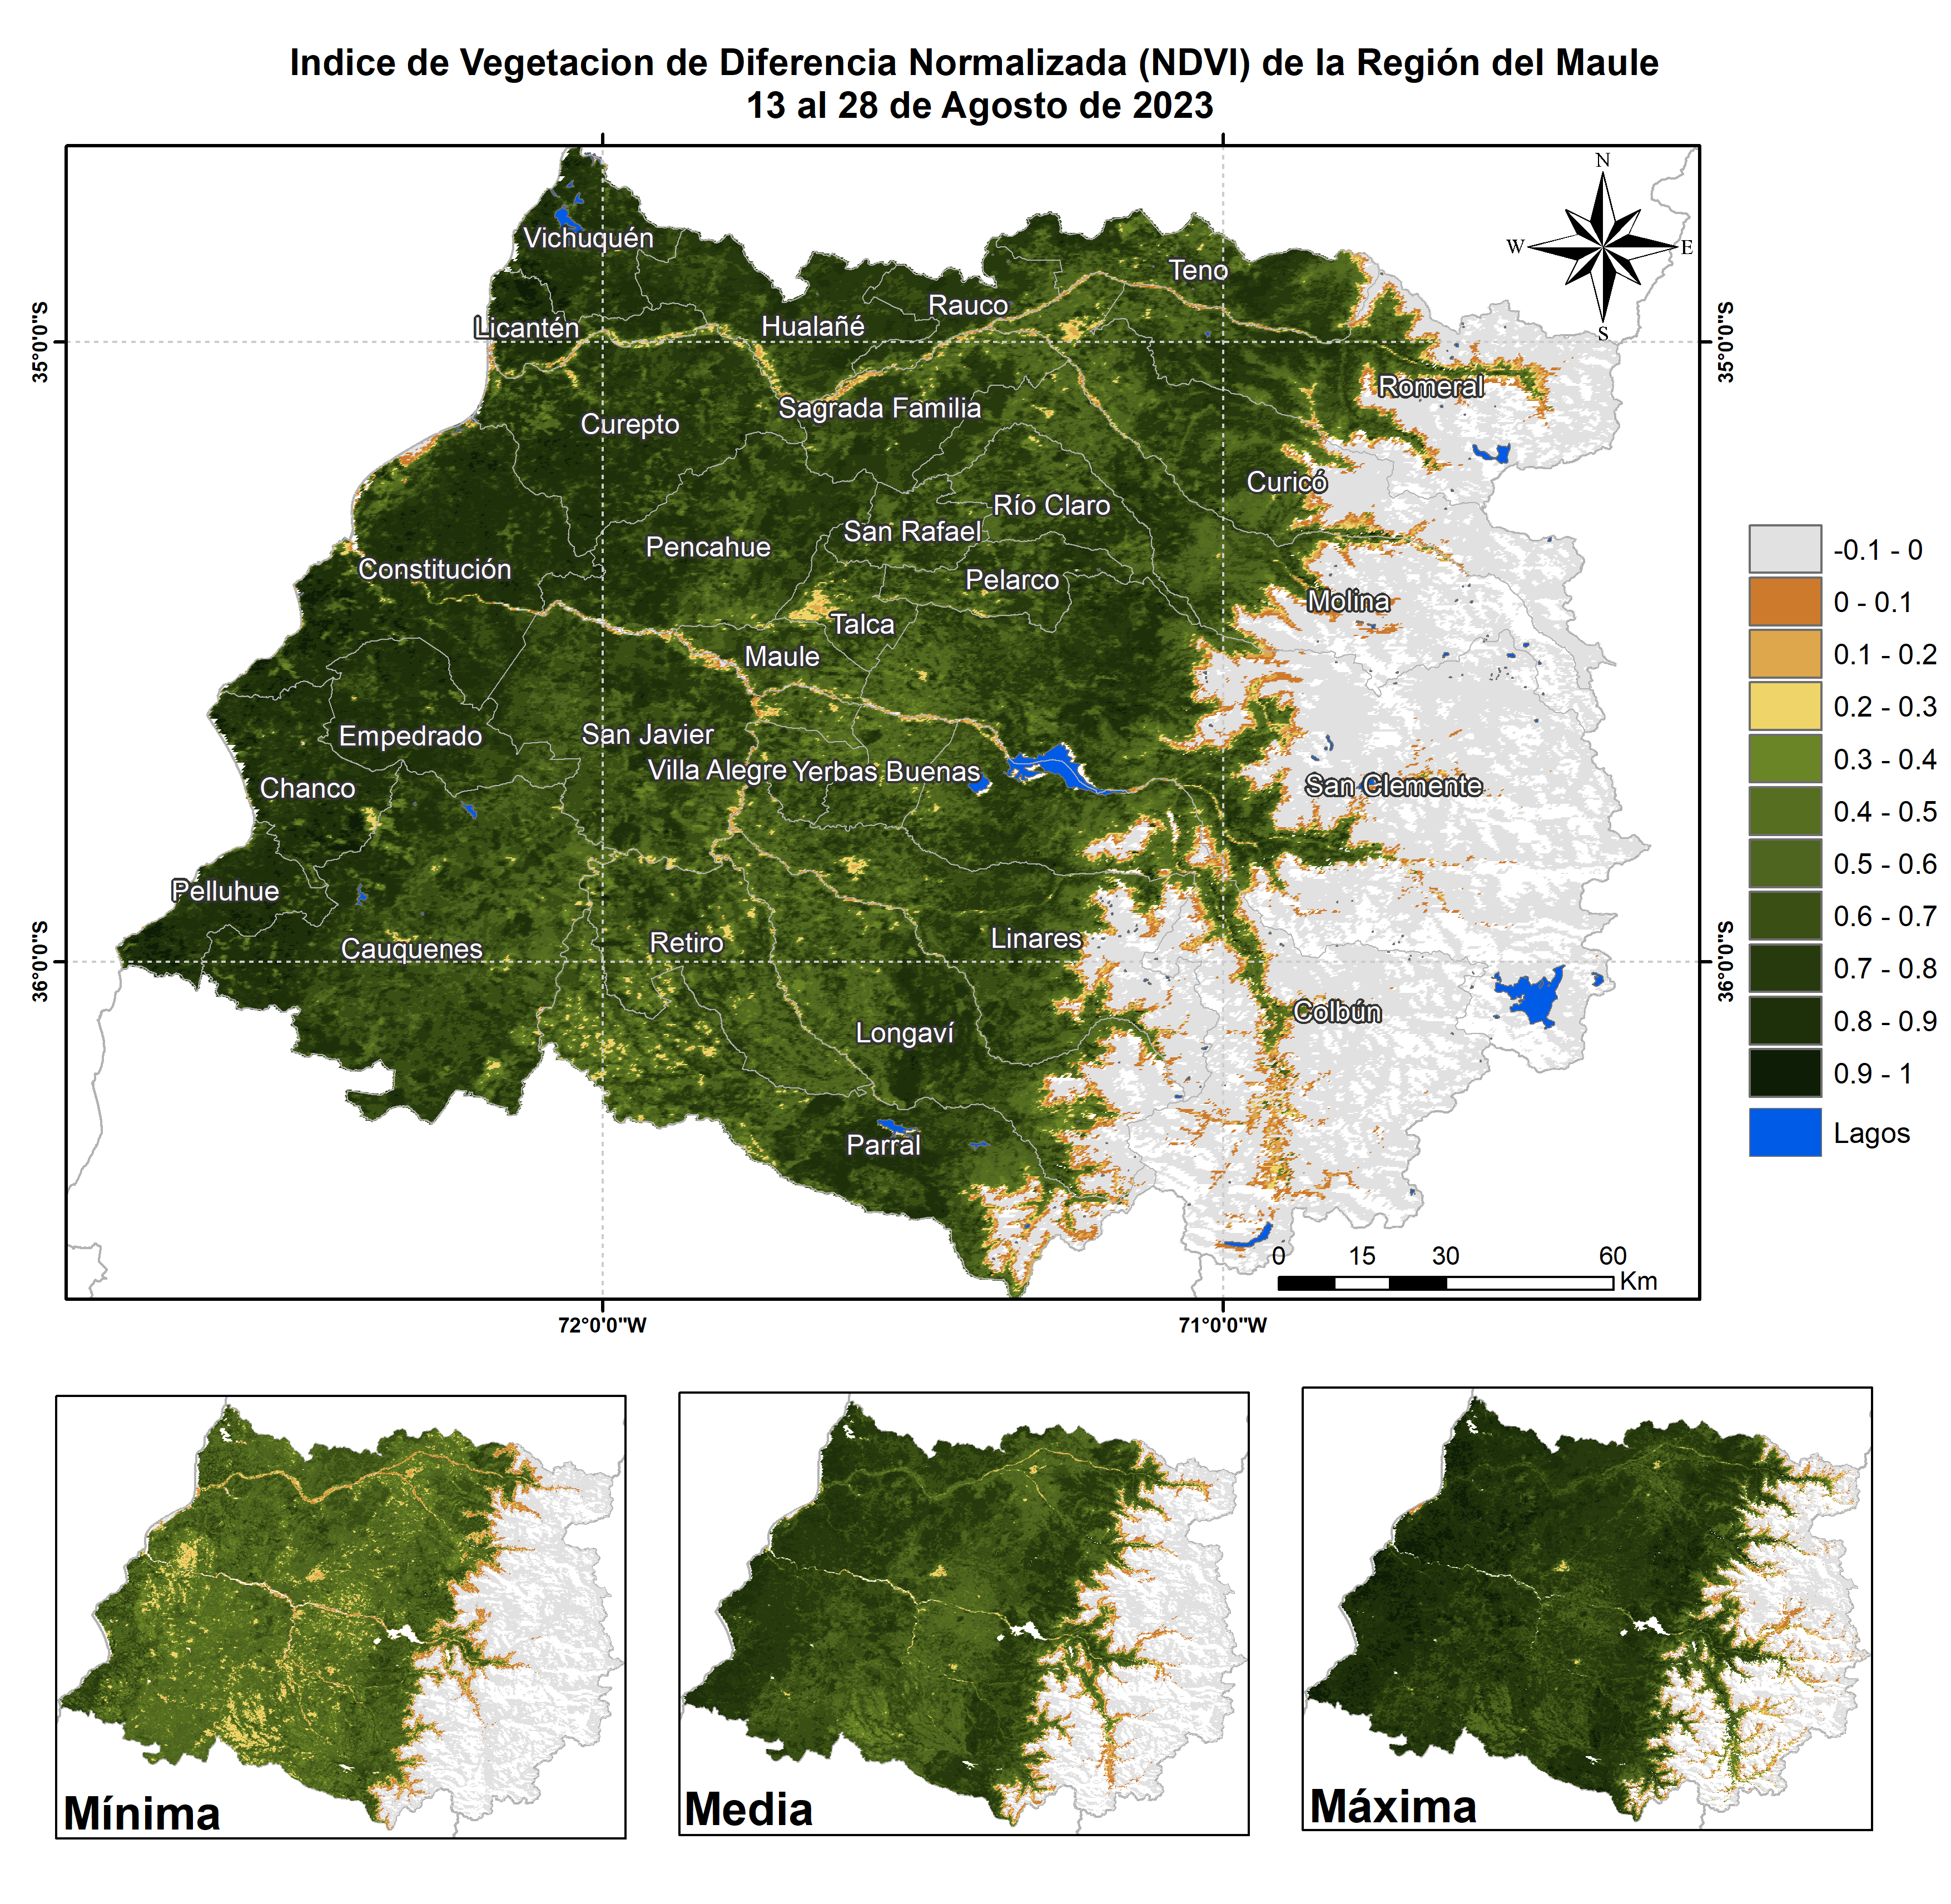 Indice de Vegetacion de Diferencia Normalizada (NDVI) de la Región del Maule
13 al 28 de Agosto de 2023
N
W
E
S
Vichuquén
Teno
Rauco
Licantén
Hualañé
35°0'0"S
35°0'0"S
Romeral
Sagrada Familia
Curepto
Curicó
Río Claro
San Rafael
Pencahue
Constitución
Pelarco
Molina
Talca
Maule
Empedrado
San Javier
Villa Alegre
Yerbas Buenas
Chanco
San Clemente
Pelluhue
Cauquenes
Retiro
Linares
36°0'0"S
36°0'0"S
Colbún
Longaví
Parral
-0.1 - 0
0 - 0.1
0.1 - 0.2
0.2 - 0.3
0.3 - 0.4
0.4 - 0.5
0.5 - 0.6
0.6 - 0.7
0.7 - 0.8
0.8 - 0.9
0.9 - 1
Lagos
0 15 30 60
Km
72°0'0"W
71°0'0"W
Mínima
Media
Máxima